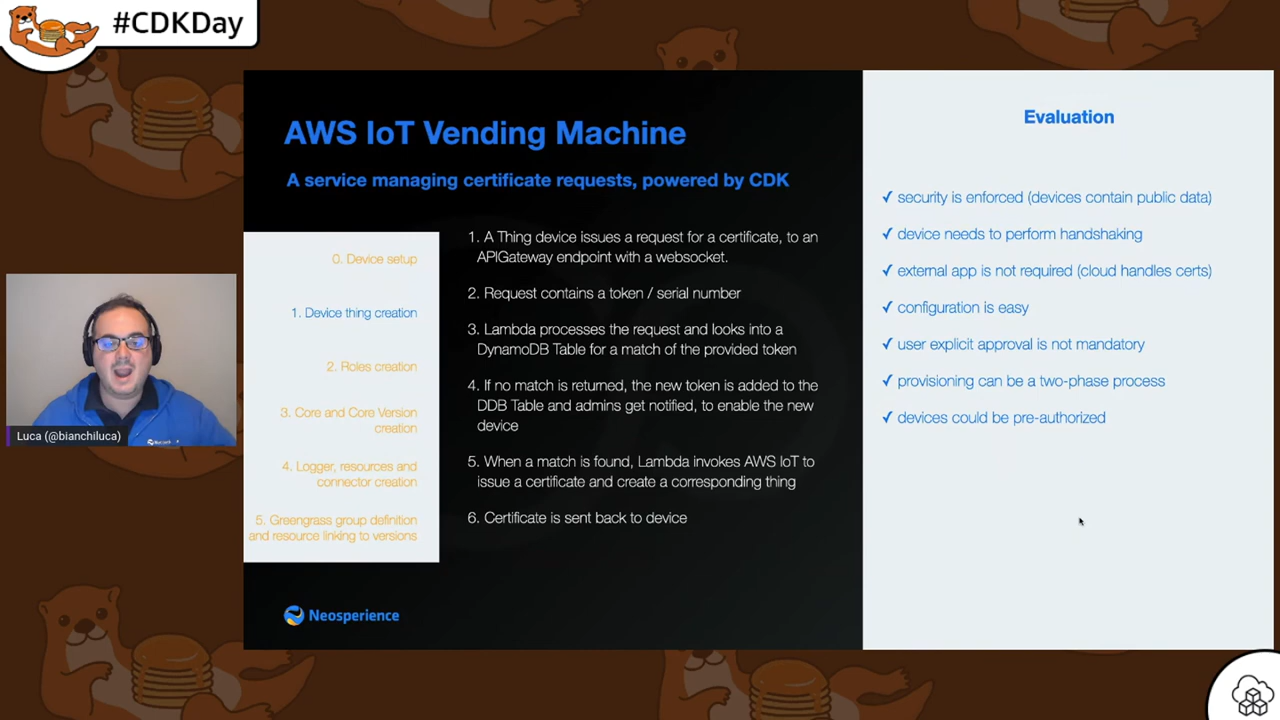 #CDKDay
AWS IoT Vending Machine
A service managing certificate requests, powered by CDK
0. Device setup
1. Device thing creation
2. Roles creation
3. Core and Core Version
creation
4. Logger, resources and
connector creation
5. Greengrass group definition
and resource linking to versions
1. A Thing device issues a request for a certificate, to an
APIGateway endpoint with a websocket.
2. Request contains a token / serial number
3. Lambda processes the request and looks into a
DynamoDB Table for a match of the provided token
4. If no match is returned, the new token is added to the
DDB Table and admins get notified, to enable the new
device
5. When a match is found, Lambda invokes AWS IoT to
issue a certificate and create a corresponding thing
6. Certificate is sent back to device
Neosperience
Evaluation
✓ security is enforced (devices contain public data)
✓ device needs to perform handshaking
✓ external app is not required (cloud handles certs)
✓ configuration is easy
✓ user explicit approval is not mandatory
✓ provisioning can be a two-phase process
✓ devices could be pre-authorized
Luca (@bianchiluca)